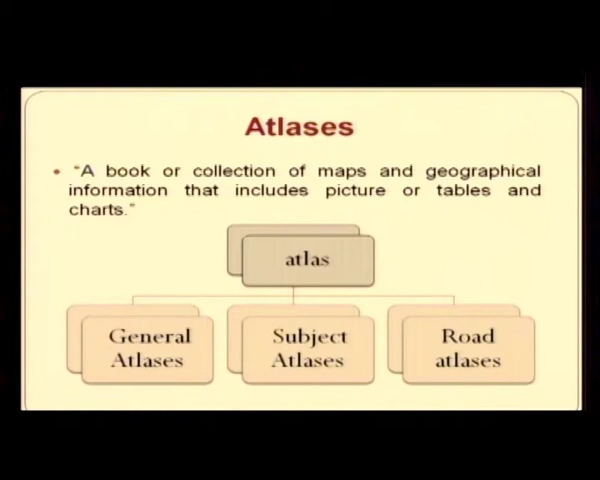 Atlases
• "A book or collection of maps and geographical
information that includes picture or tables and
charts."
atlas
General
Atlases
Subject
Atlases
Road
atlases